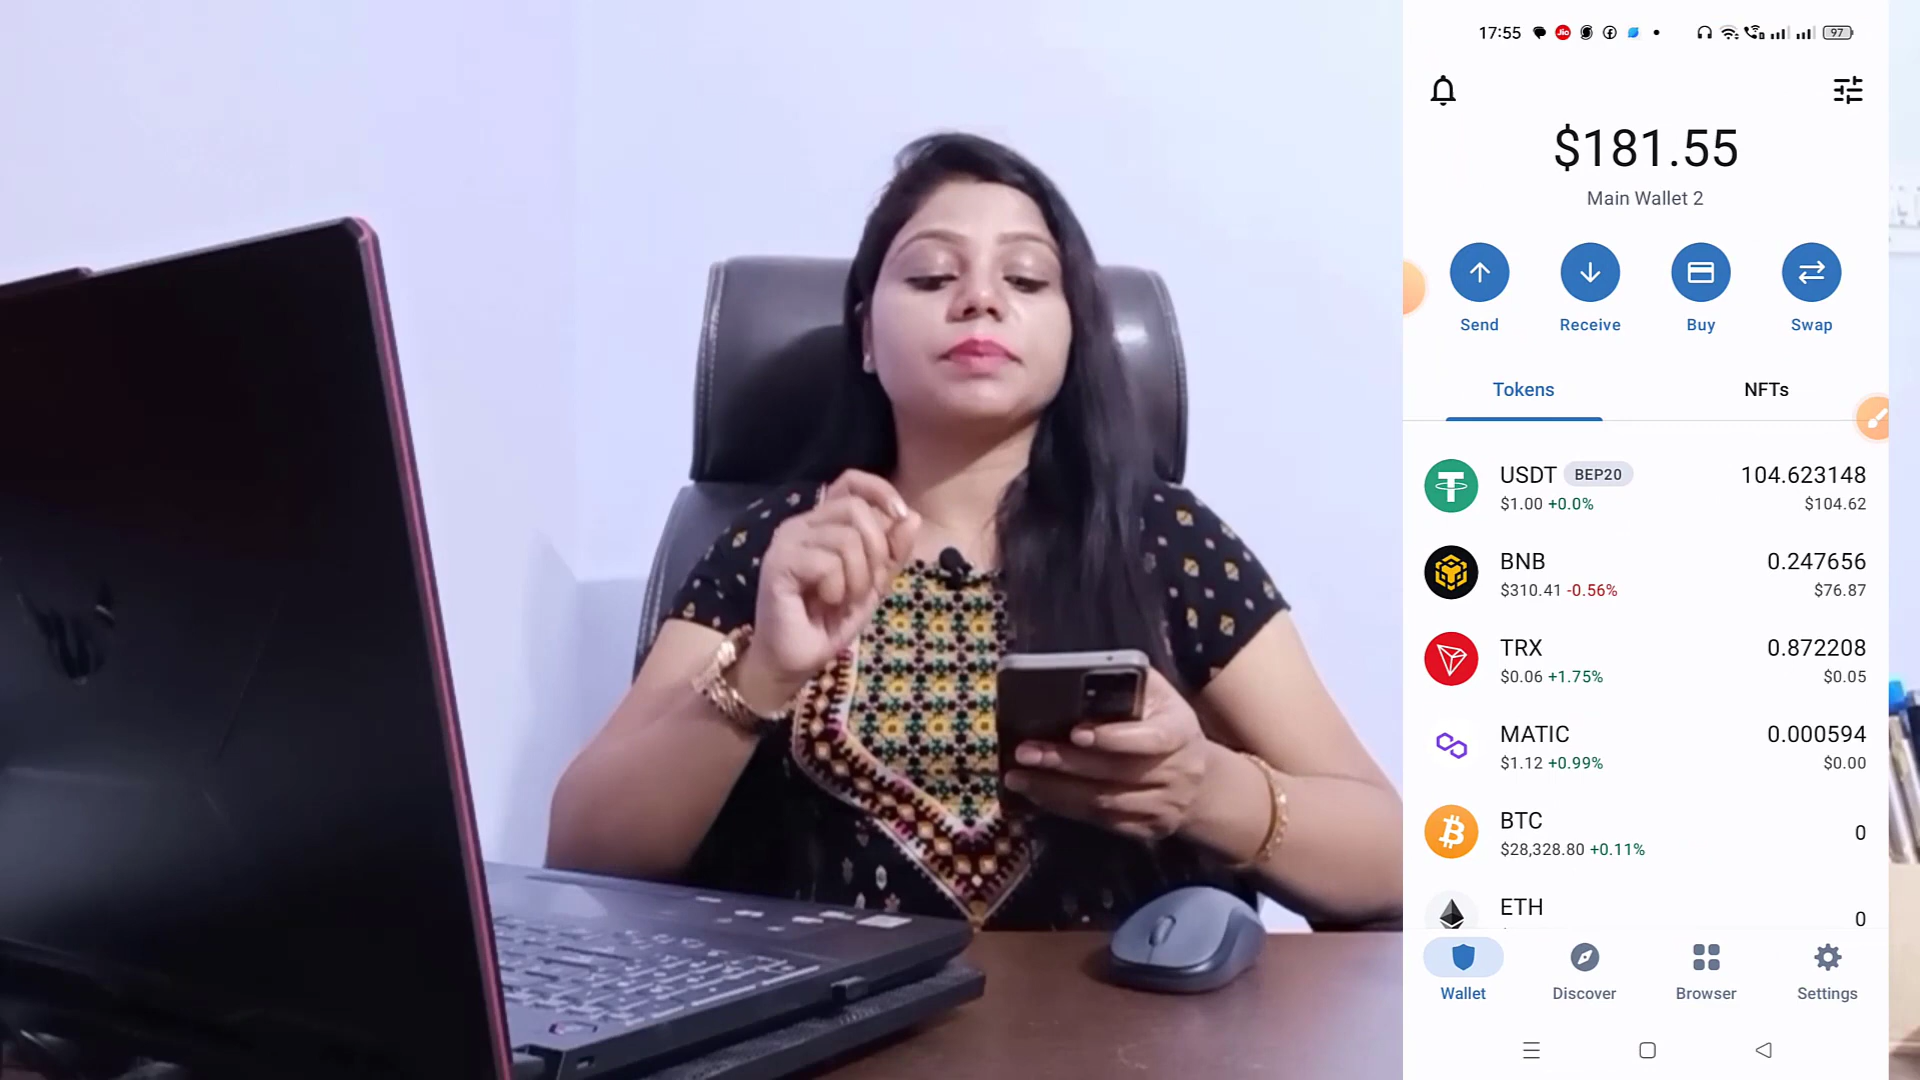 17:55
Jio
97
$181.55
Main Wallet 2
Send Receive Buy Swap
Tokens NFTs
USDT BEP20 104.623148
$1.00 +0.0% $104.62
BNB 0.247656
$310.41 -0.56% $76.87
TRX 0.872208
$0.06 +1.75% $0.05
MATIC 0.000594
$1.12 +0.99% $0.00
BTC 0
$28,328.80 +0.11%
ETH 0
Wallet Discover Browser Settings